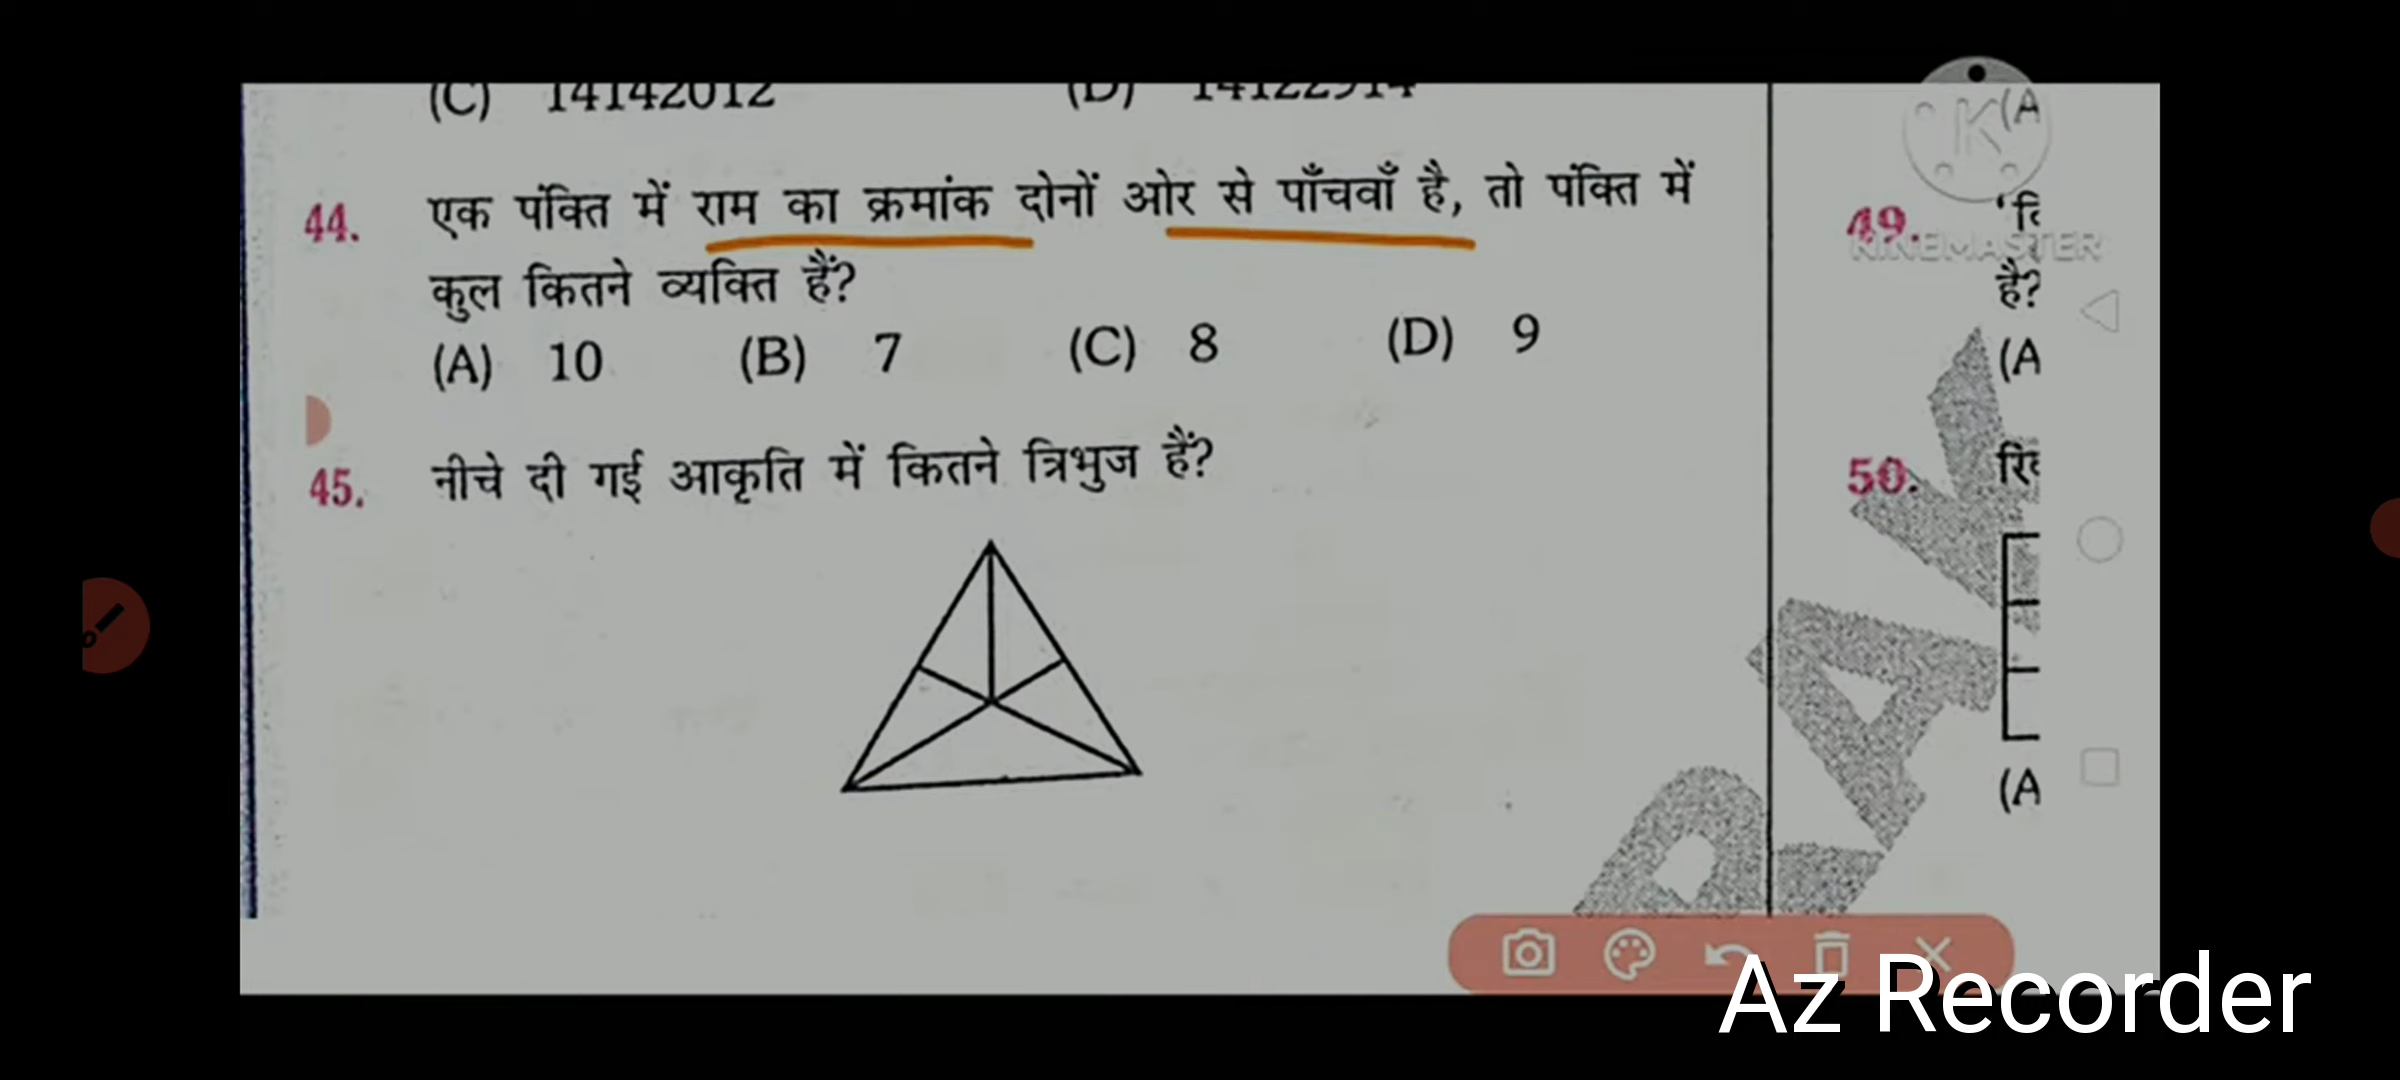 (C) 14142012 (D)
44. एक पंक्ति में राम का क्रमांक दोनों ओर से पाँचवाँ है, तो पंक्ति में
कुल कितने व्यक्ति हैं?
(A) 10 (B) 7 (C) 8 (D) 9
45. नीचे दी गई आकृति में कितने त्रिभुज हैं?
(A
K
49.
KINEMASTER
है?
(A
50.
(A
Az Recorder